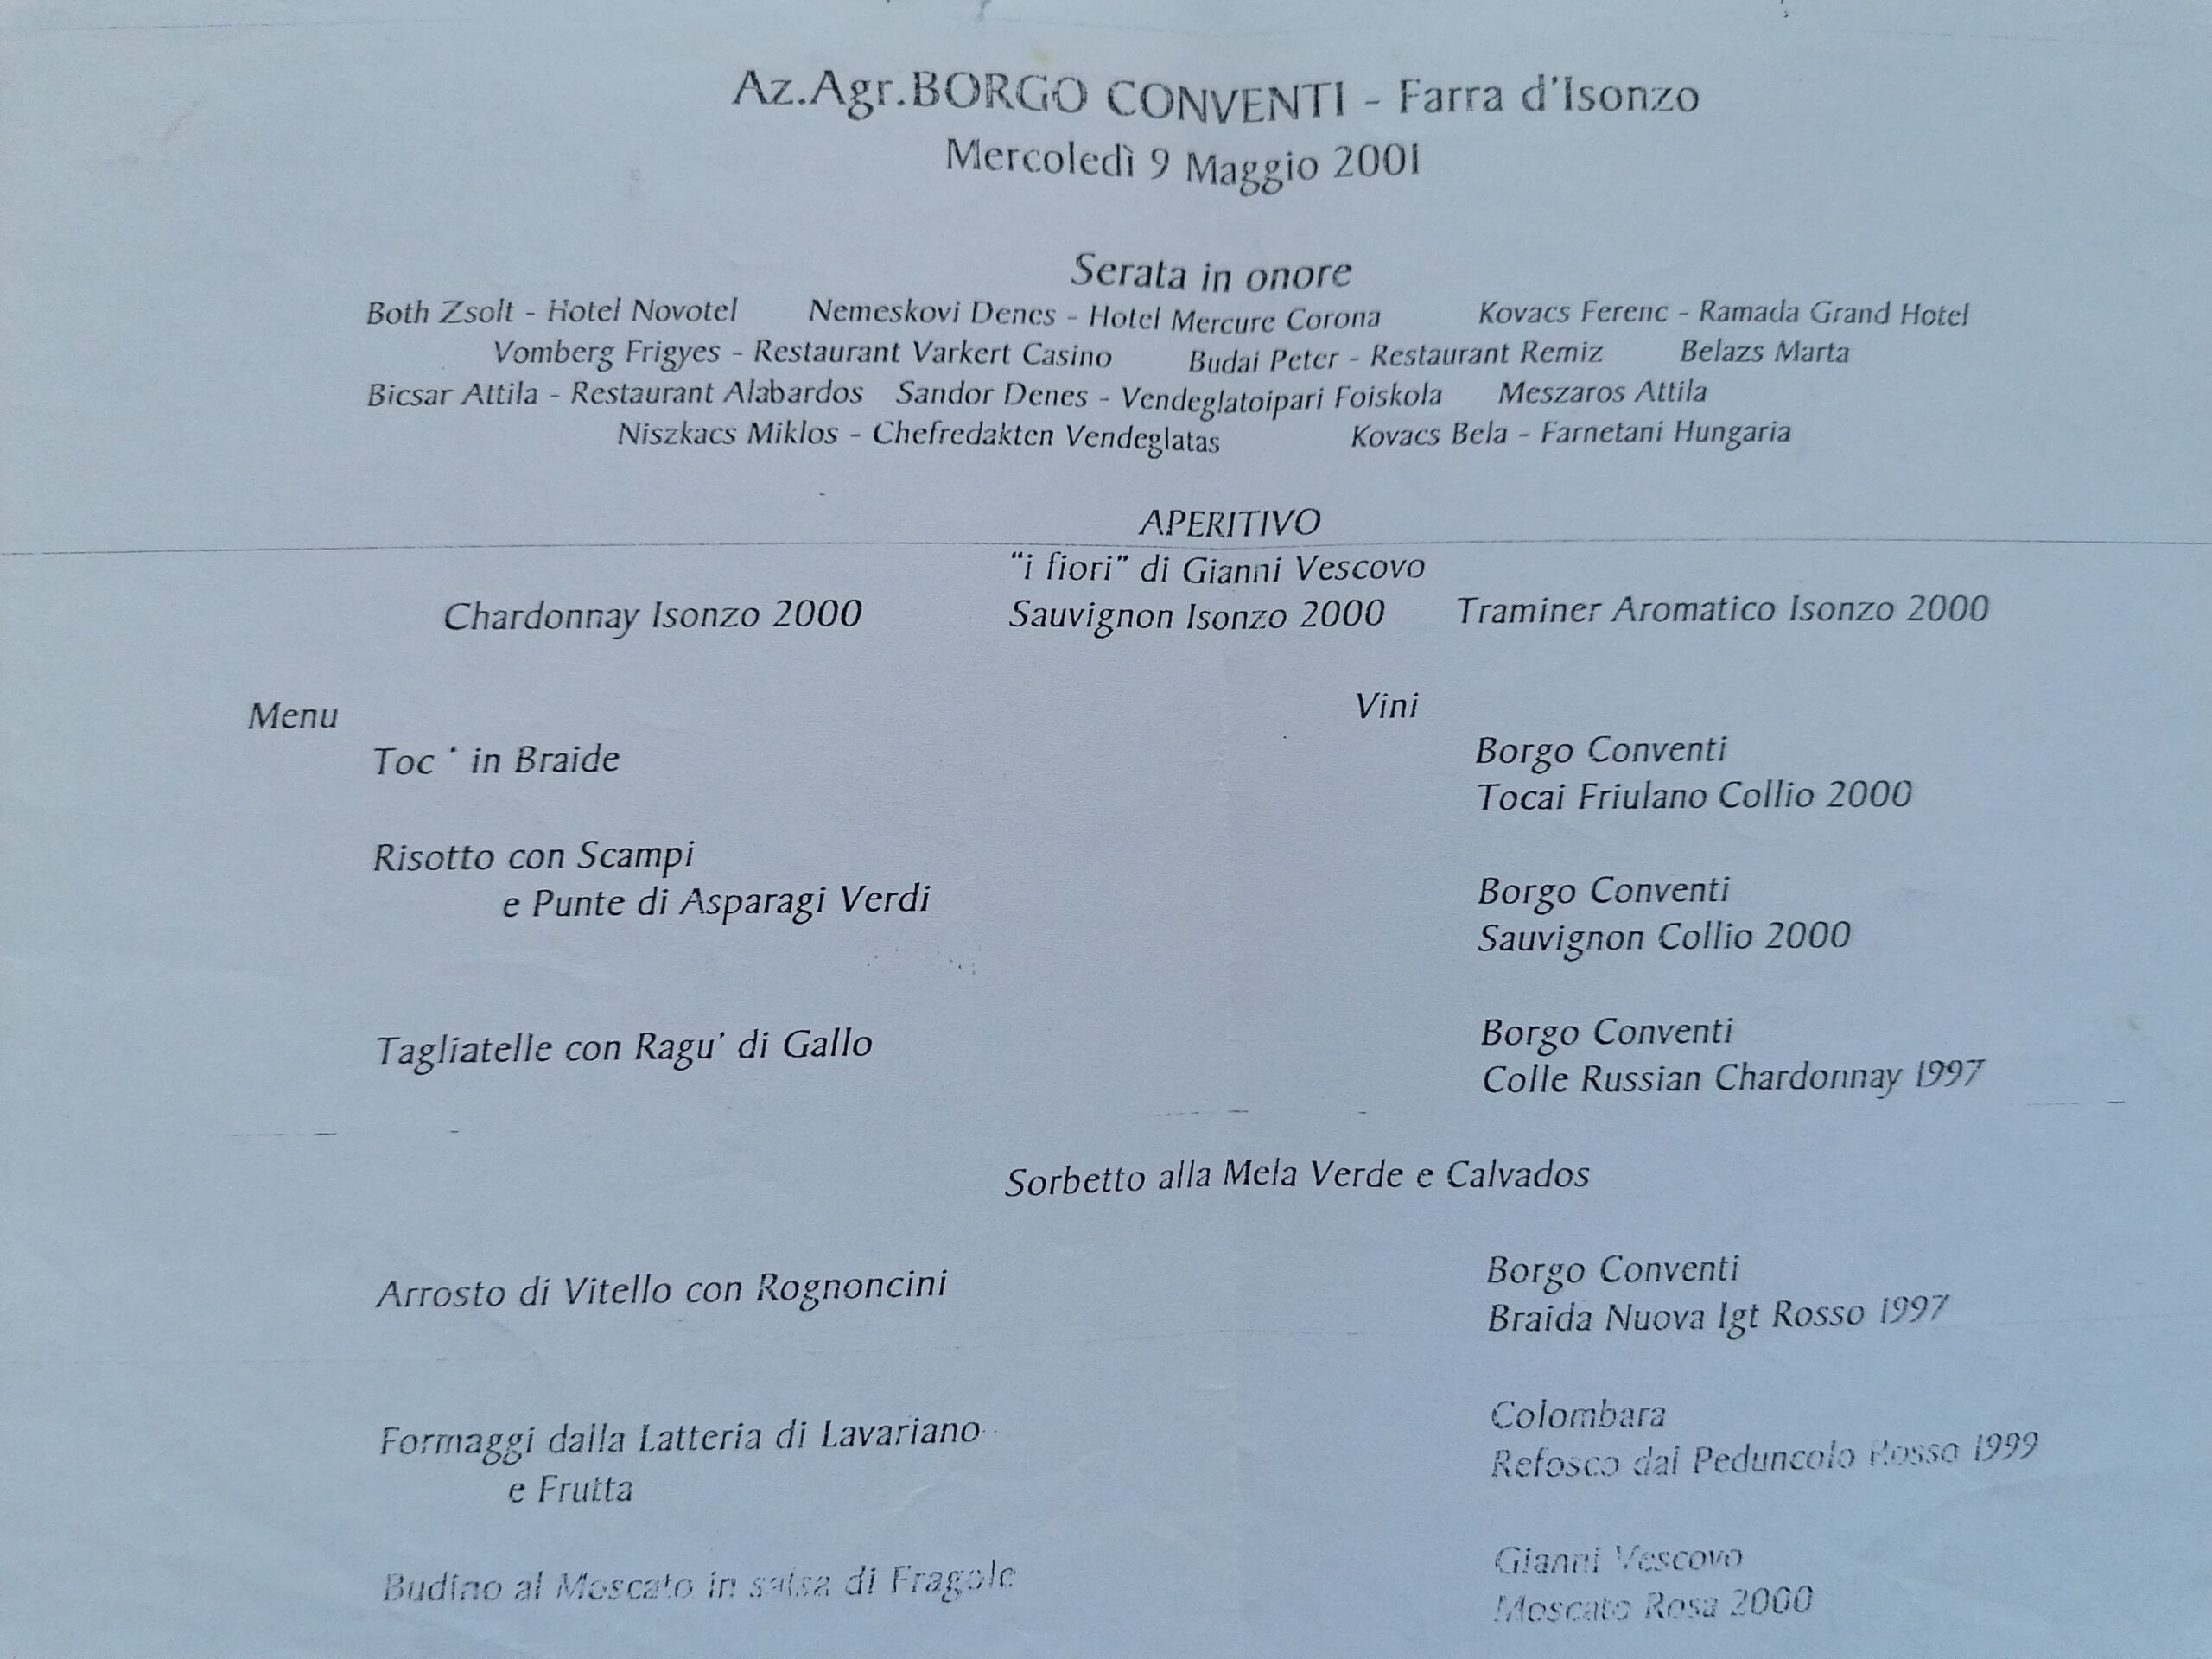 Az.Agr.BORGO CONVENTI - Farra d'Isonzo
Mercoledì 9 Maggio 2001
Serata in onore
Both Zsolt - Hotel Novotel Nemeskovi Denes - Hotel Mercure Corona Kovacs Ferenc - Ramada Grand Hotel
Vomberg Frigyes - Restaurant Varkert Casino Budai Peter - Restaurant Remiz Belazs Marta
Bicsar Attila - Restaurant Alabardos Sandor Denes - Vendeglatoipari Foiskola Meszaros Attila
Niszkacs Miklos - Chefredakten Vendeglatas Kovacs Bela - Farnetani Hungaria
APERITIVO
"i fiori" di Gianni Vescovo
Chardonnay Isonzo 2000 Sauvignon Isonzo 2000 Traminer Aromatico Isonzo 2000
Menu Vini
Toc ' in Braide Borgo Conventi
Tocai Friulano Collio 2000
Risotto con Scampi
e Punte di Asparagi Verdi Borgo Conventi
Sauvignon Collio 2000
Tagliatelle con Ragu' di Gallo Borgo Conventi
Colle Russian Chardonnay 1997
Sorbetto alla Mela Verde e Calvados
Arrosto di Vitello con Rognoncini Borgo Conventi
Braida Nuova Igt Rosso 1997
Formaggi dalla Latteria di Lavariano Colombara
e Frutta Refosco dal Peduncolo Rosso 1999
Budino al Moscato in salsa di Fragole Gianni Vescovo
Moscato Rosa 2000